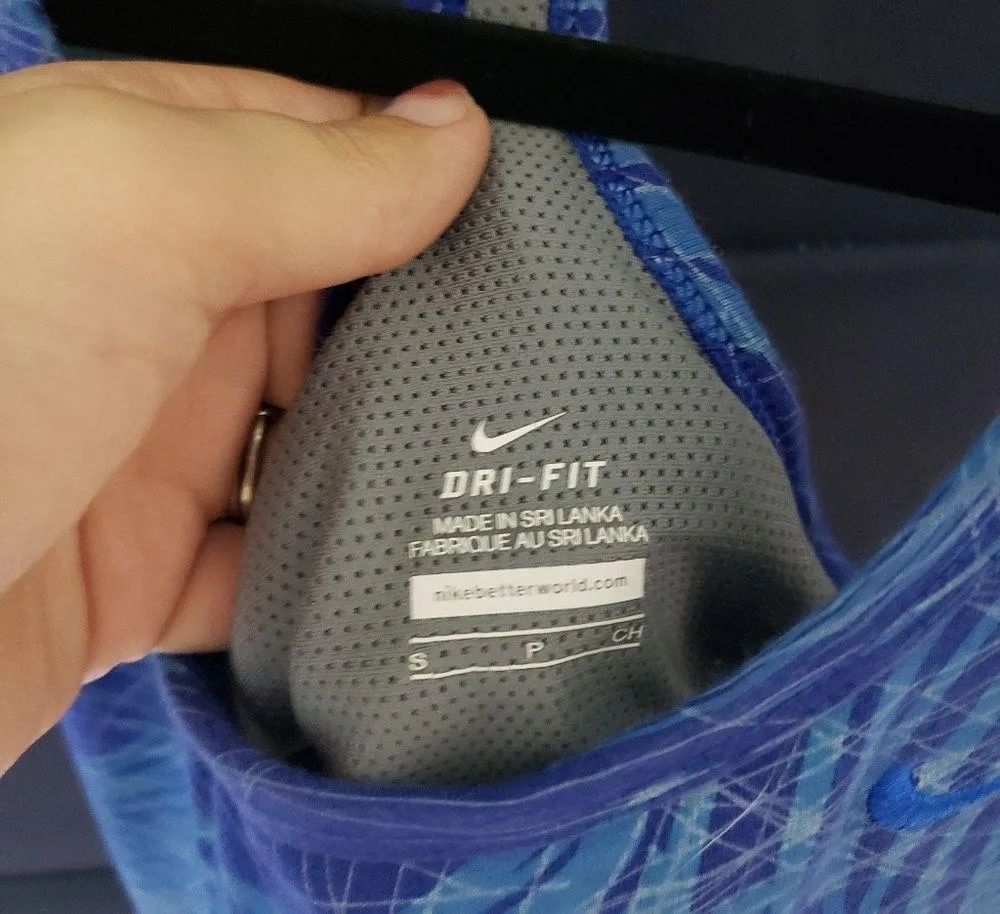 DRI-FIT
MADE IN SRI LANKA
FABRIQUE AU SRI LANKA
nikebetterworld.com
S P CH